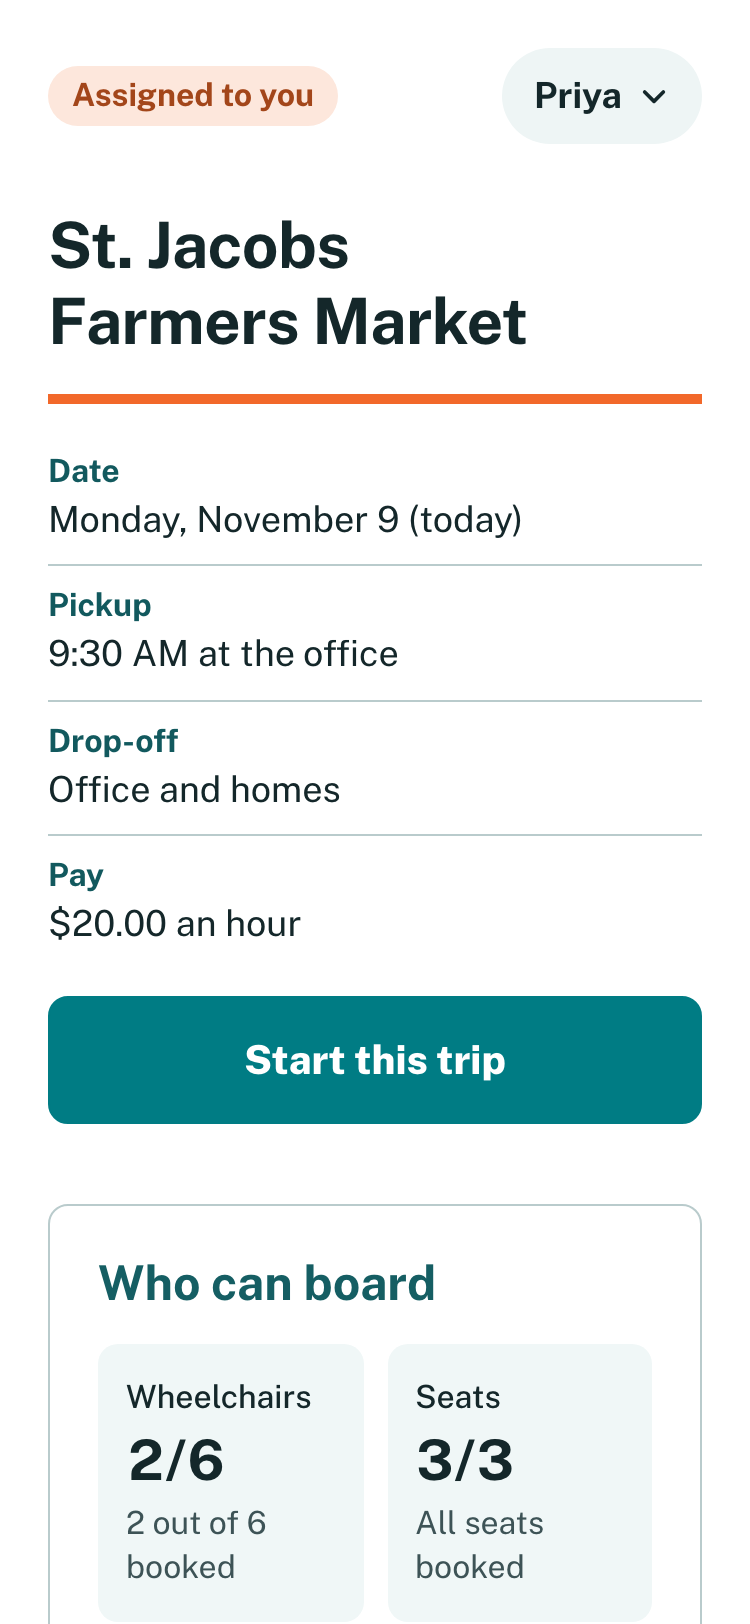 Assigned to you
Priya
St. Jacobs
Farmers Market
Date
Monday, November 9 (today)
Pickup
9:30 AM at the office
Drop-off
Office and homes
Pay
$20.00 an hour
Start this trip
Who can board
Wheelchairs
2/6
2 out of 6
booked
Seats
3/3
All seats
booked